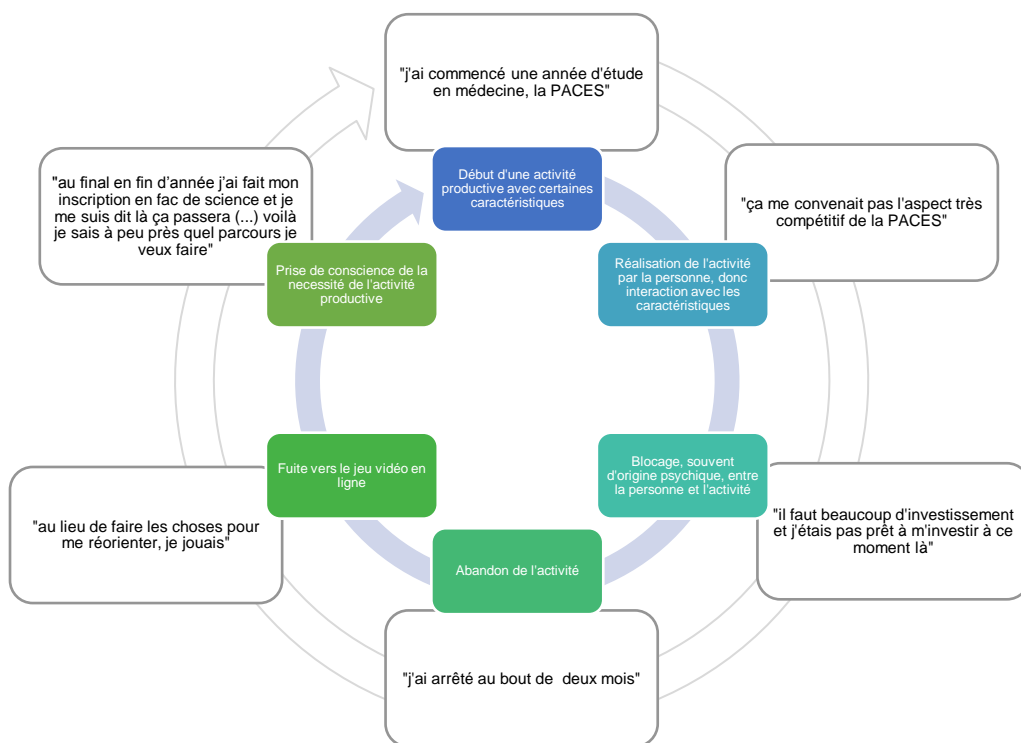 "j'ai commencé une année d'étude
en médecine, la PACES"
Début d'une activité
productive avec certaines
caractéristiques
"ça me convenait pas l'aspect très
compétitif de la PACES"
Réalisation de l'activité
par la personne, donc
interaction avec les
caractéristiques
"il faut beaucoup d'investissement
et j'étais pas prêt à m'investir à ce
moment là"
Blocage, souvent
d'origine psychique, entre
la personne et l'activité
Abandon de l'activité
"j'ai arrêté au bout de  deux mois"
Fuite vers le jeu vidéo en
ligne
"au lieu de faire les choses pour
me réorienter, je jouais"
Prise de conscience de la
necessité de l'activité
productive
"au final en fin d'année j'ai fait mon
inscription en fac de science et je
me suis dit là ça passera (...) voilà
je sais à peu près quel parcours je
veux faire"